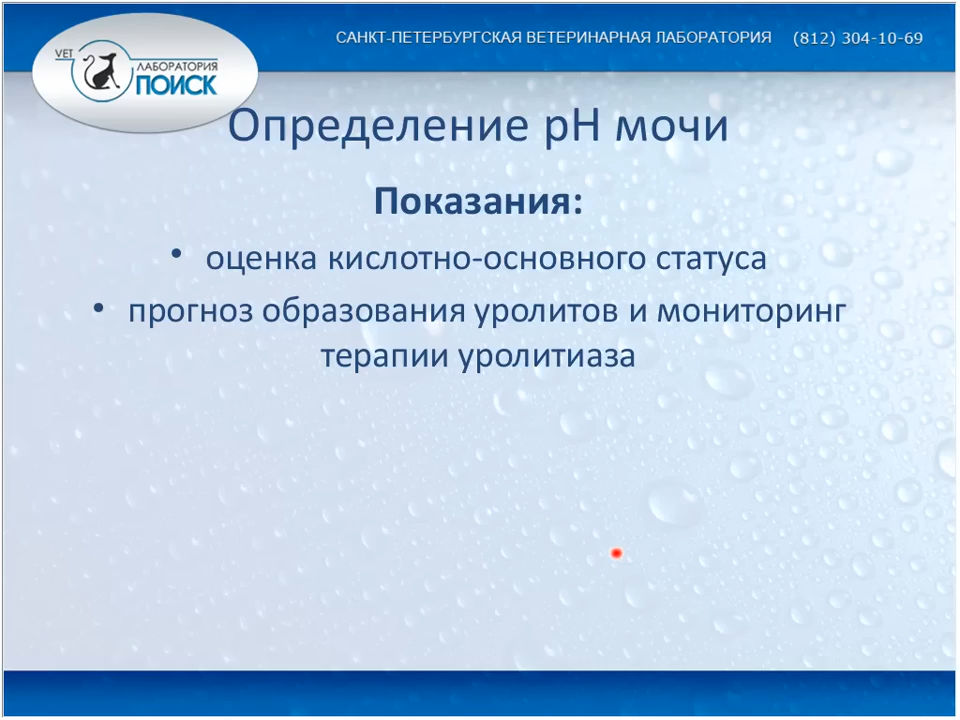 САНКТ-ПЕТЕРБУРГСКАЯ ВЕТЕРИНАРНАЯ ЛАБОРАТОРИЯ (812) 304-10-69
VET
ЛАБОРАТОРИЯ
ПОИСК
Определение pH мочи
Показания:
• оценка кислотно-основного статуса
• прогноз образования уролитов и мониторинг
терапии уролитиаза